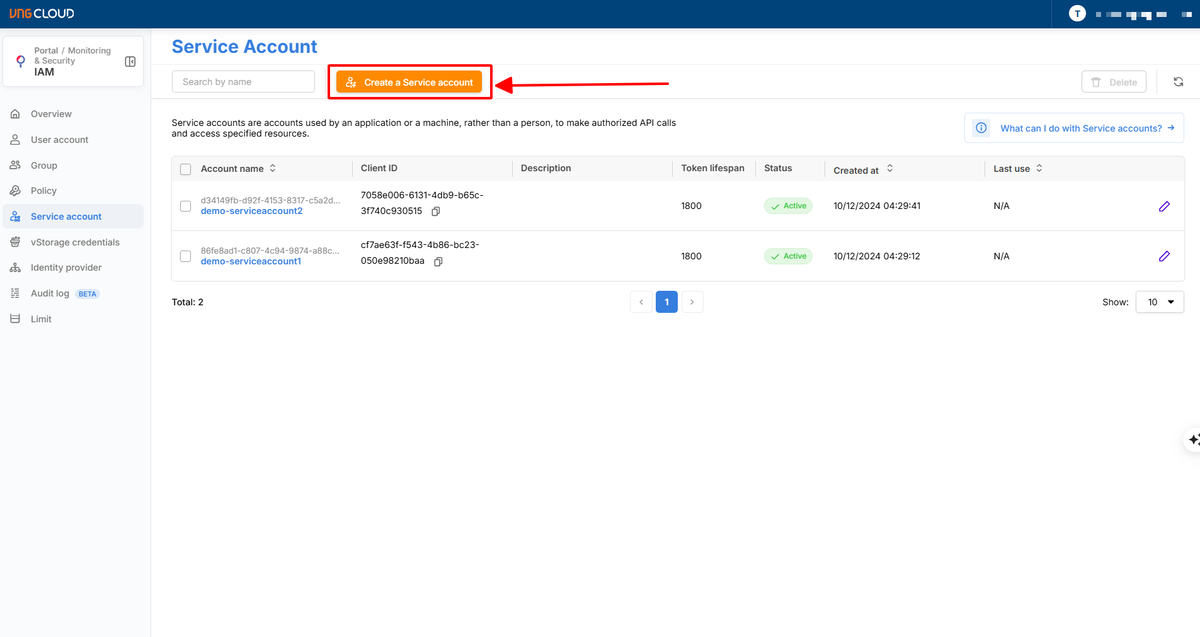 VNG CLOUD
T
Portal / Monitoring
& Security
IAM
Overview
User account
Group
Policy
Service account
vStorage credentials
Identity provider
Audit log BETA
Limit
Service Account
Search by name
Create a Service account
Delete
Service accounts are accounts used by an application or a machine, rather than a person, to make authorized API calls
and access specified resources.
What can I do with Service accounts?
Account name Client ID Description Token lifespan Status Created at Last use
d34149fb-d92f-4153-8317-c5a2d...
demo-serviceaccount2
7058e006-6131-4db9-b65c-
3f740c930515
1800
Active
10/12/2024 04:29:41
N/A
86fe8ad1-c807-4c94-9874-a88c...
demo-serviceaccount1
cf7ae63f-f543-4b86-bc23-
050e98210baa
1800
Active
10/12/2024 04:29:12
N/A
Total: 2
1
Show: 10